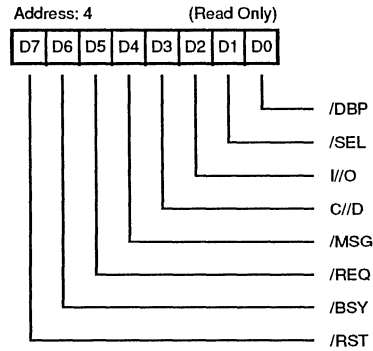 Address: 4 (Read Only)
D7 D6 D5 D4 D3 D2 D1 D0
/DBP
/SEL
I//O
C//D
/MSG
/REQ
/BSY
/RST